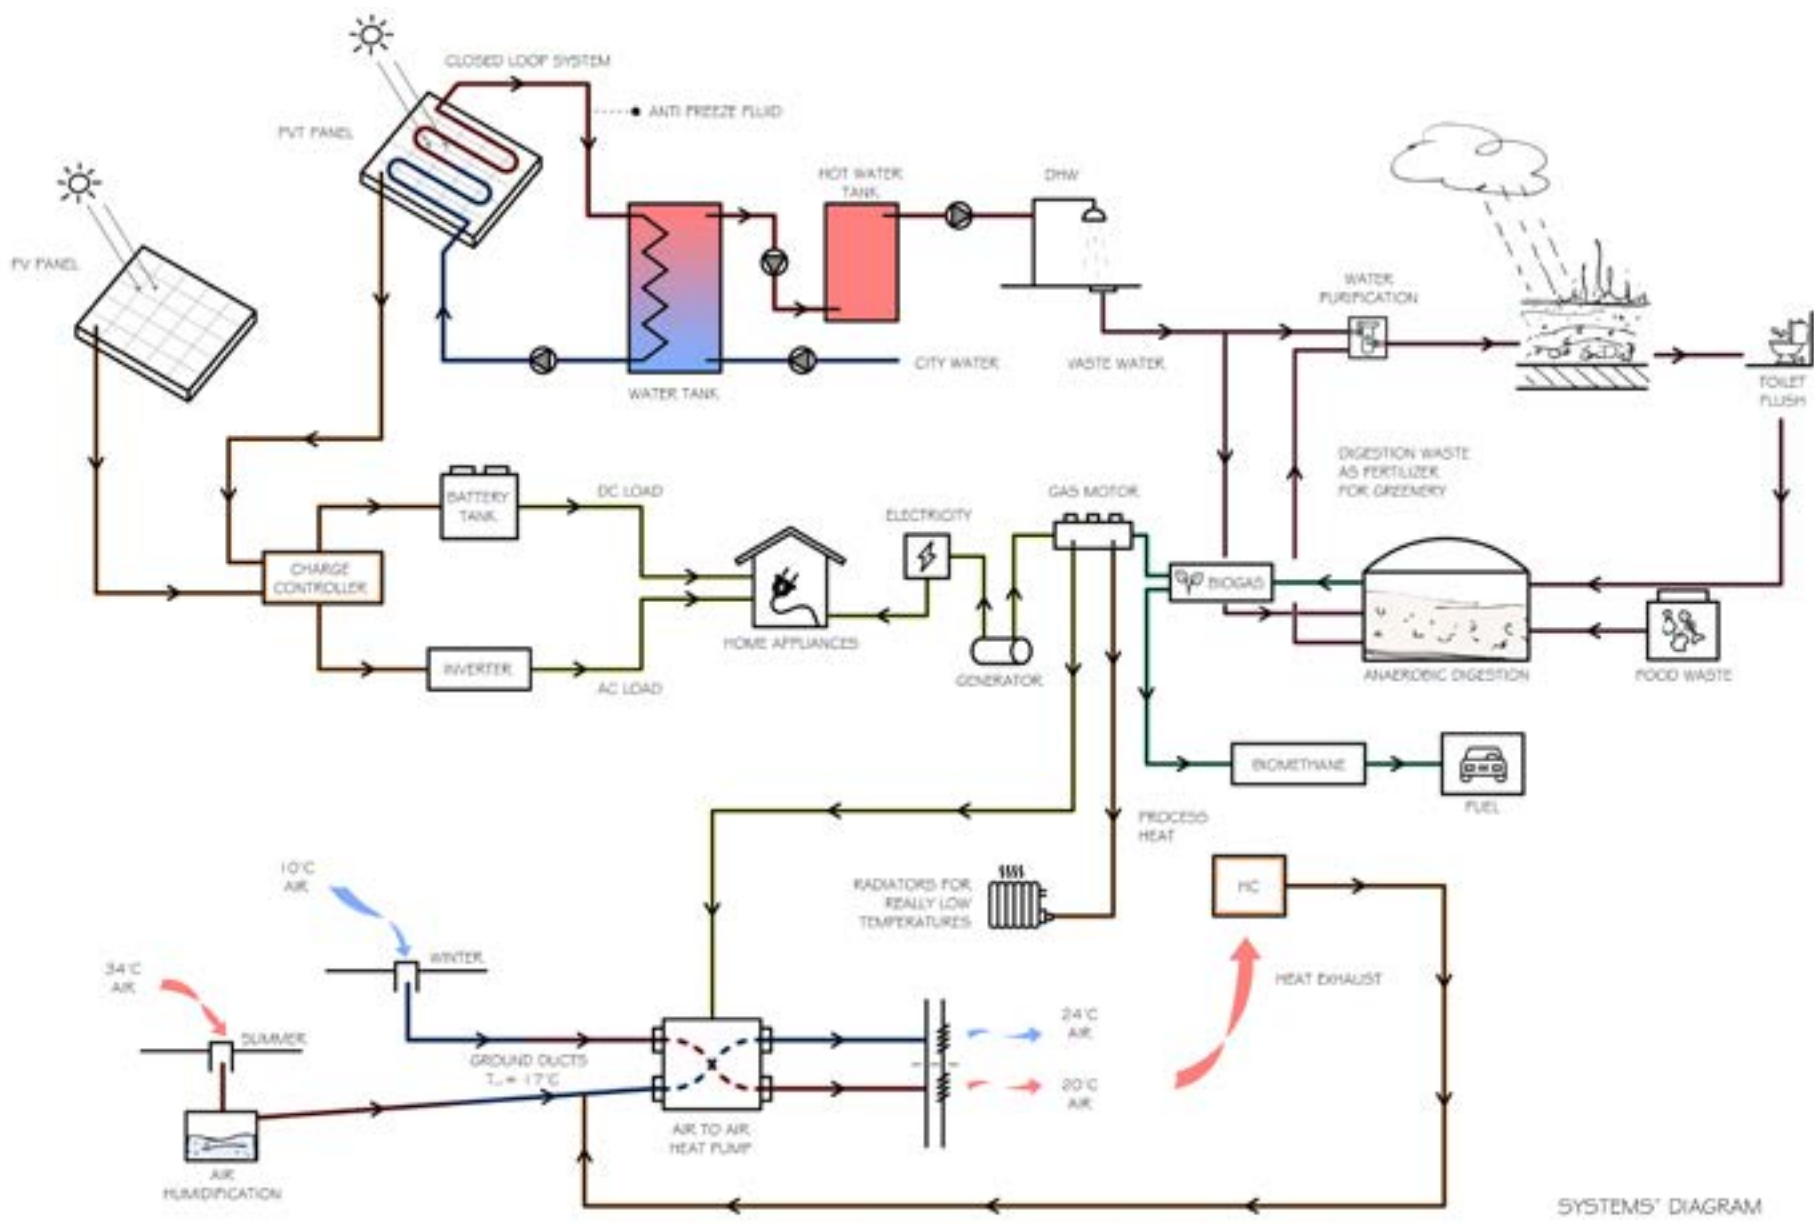 CLOSED LOOP SYSTEM
ANTI FREEZE FLUID
PVT PANEL
PV PANEL
HOT WATER
TANK
DHW
WATER
PURIFICATION
CITY WATER
VASTE WATER
WATER TANK
TOILET
FLUSH
DIGESTION WASTE
AS FERTILIZER
FOR GREENERY
BATTERY
TANK
DC LOAD
GAS MOTOR
ELECTRICITY
CHARGE
CONTROLLER
BIOGAS
HOME APPLIANCES
INVERTER
AC LOAD
GENERATOR
ANAEROBIC DIGESTION
FOOD WASTE
BIOMETHANE
FUEL
PROCESS
HEAT
10°C
AIR
RADIATORS FOR
REALLY LOW
TEMPERATURES
HC
WINTER
34°C
AIR
HEAT EXHAUST
SUMMER
24°C
AIR
GROUND DUCTS
= 17°C
20°C
AIR
AIR TO AIR
HEAT PUMP
AIR
HUMIDIFICATION
SYSTEMS' DIAGRAM